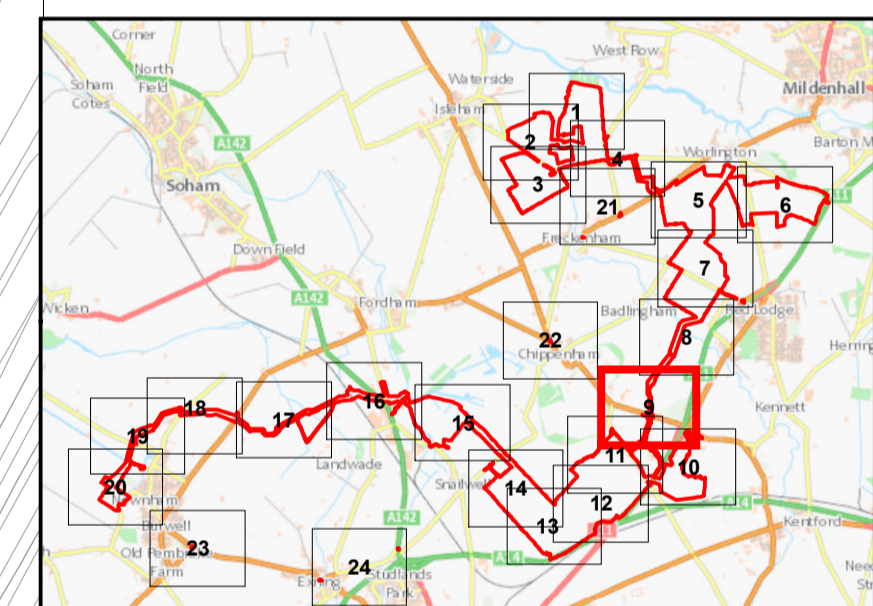 Corner
West Row
North
Field
Waterside
Mildenhall
Soham
Cotes
Isleham
1
A142
2
Barton M
4
Worlington
Soham
3
5
6
A11
21
Freckenham
Down Field
7
A142
Fordham
Wicken
Badlingham
Red Lodge
8
22
Chippenham
Herring
16
9
Kennett
18
17
15
19
Landwade
11
10
Snailwell
20
14
12
A14
13
Burwell
A142
Kentford
23
Old Pemb
Farm
A14
24
Exning
Studlands
Park
Need
St